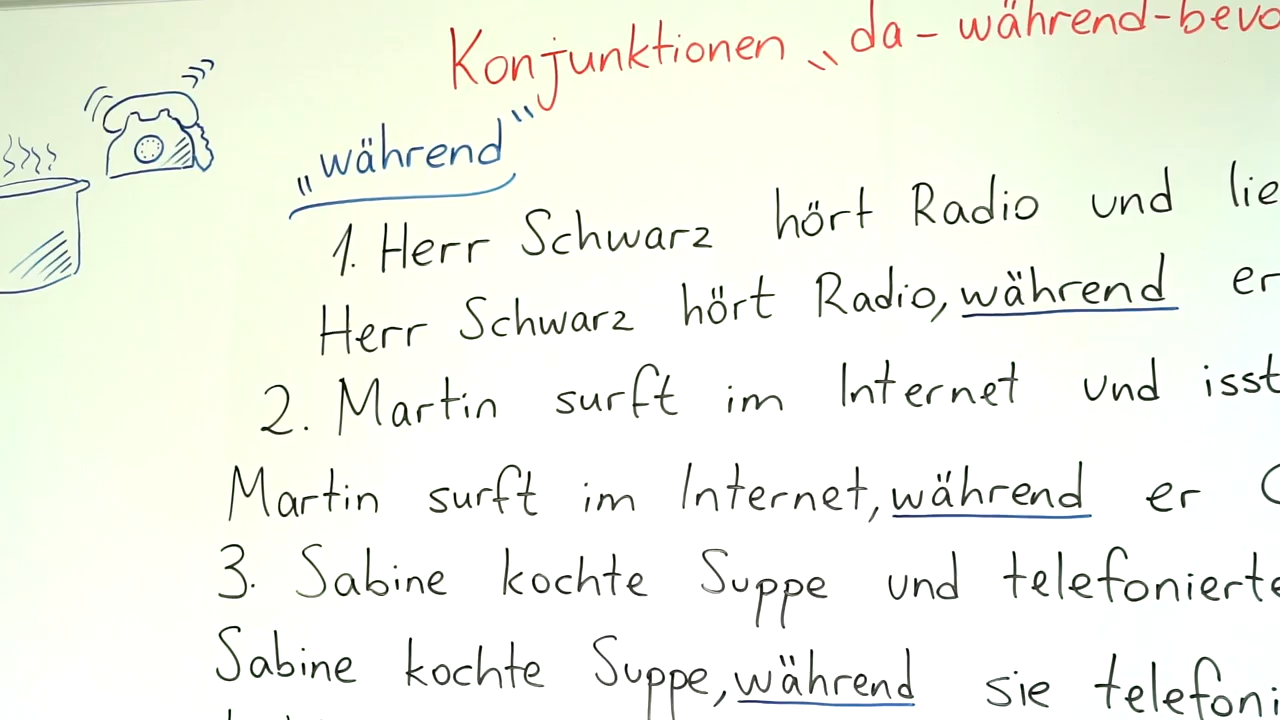 Konjunktionen „da - während - bevo
„während“
1. Herr Schwarz hört Radio und lie
Herr Schwarz hört Radio, während er
2. Martin surft im Internet und isst
Martin surft im Internet, während er
3. Sabine kochte Suppe und telefonierte
Sabine kochte Suppe, während sie telefoni